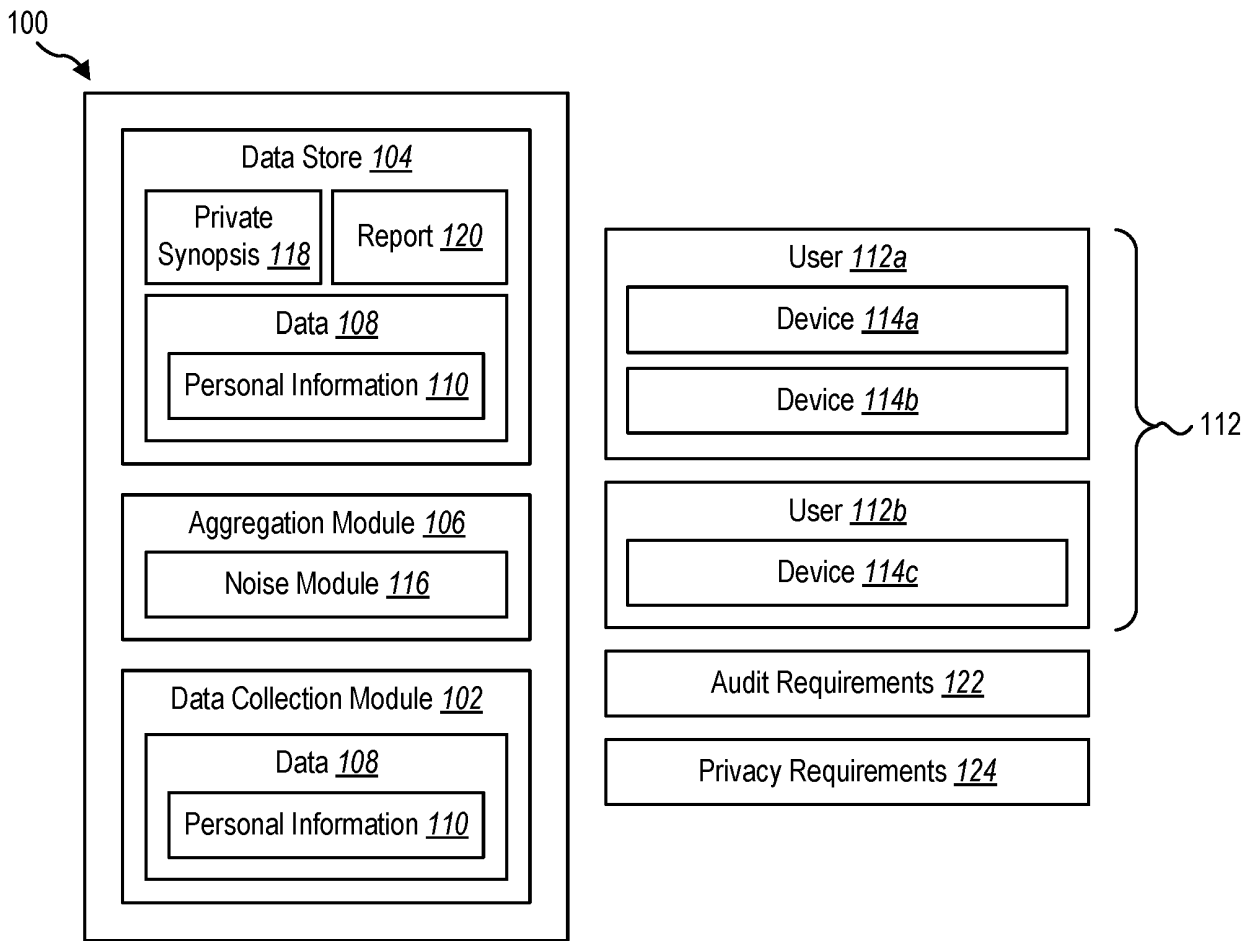 100
Data Store 104
Private
Synopsis 118
Report 120
Data 108
Personal Information 110
Aggregation Module 106
Noise Module 116
Data Collection Module 102
Data 108
Personal Information 110
User 112a
Device 114a
Device 114b
User 112b
Device 114c
112
Audit Requirements 122
Privacy Requirements 124